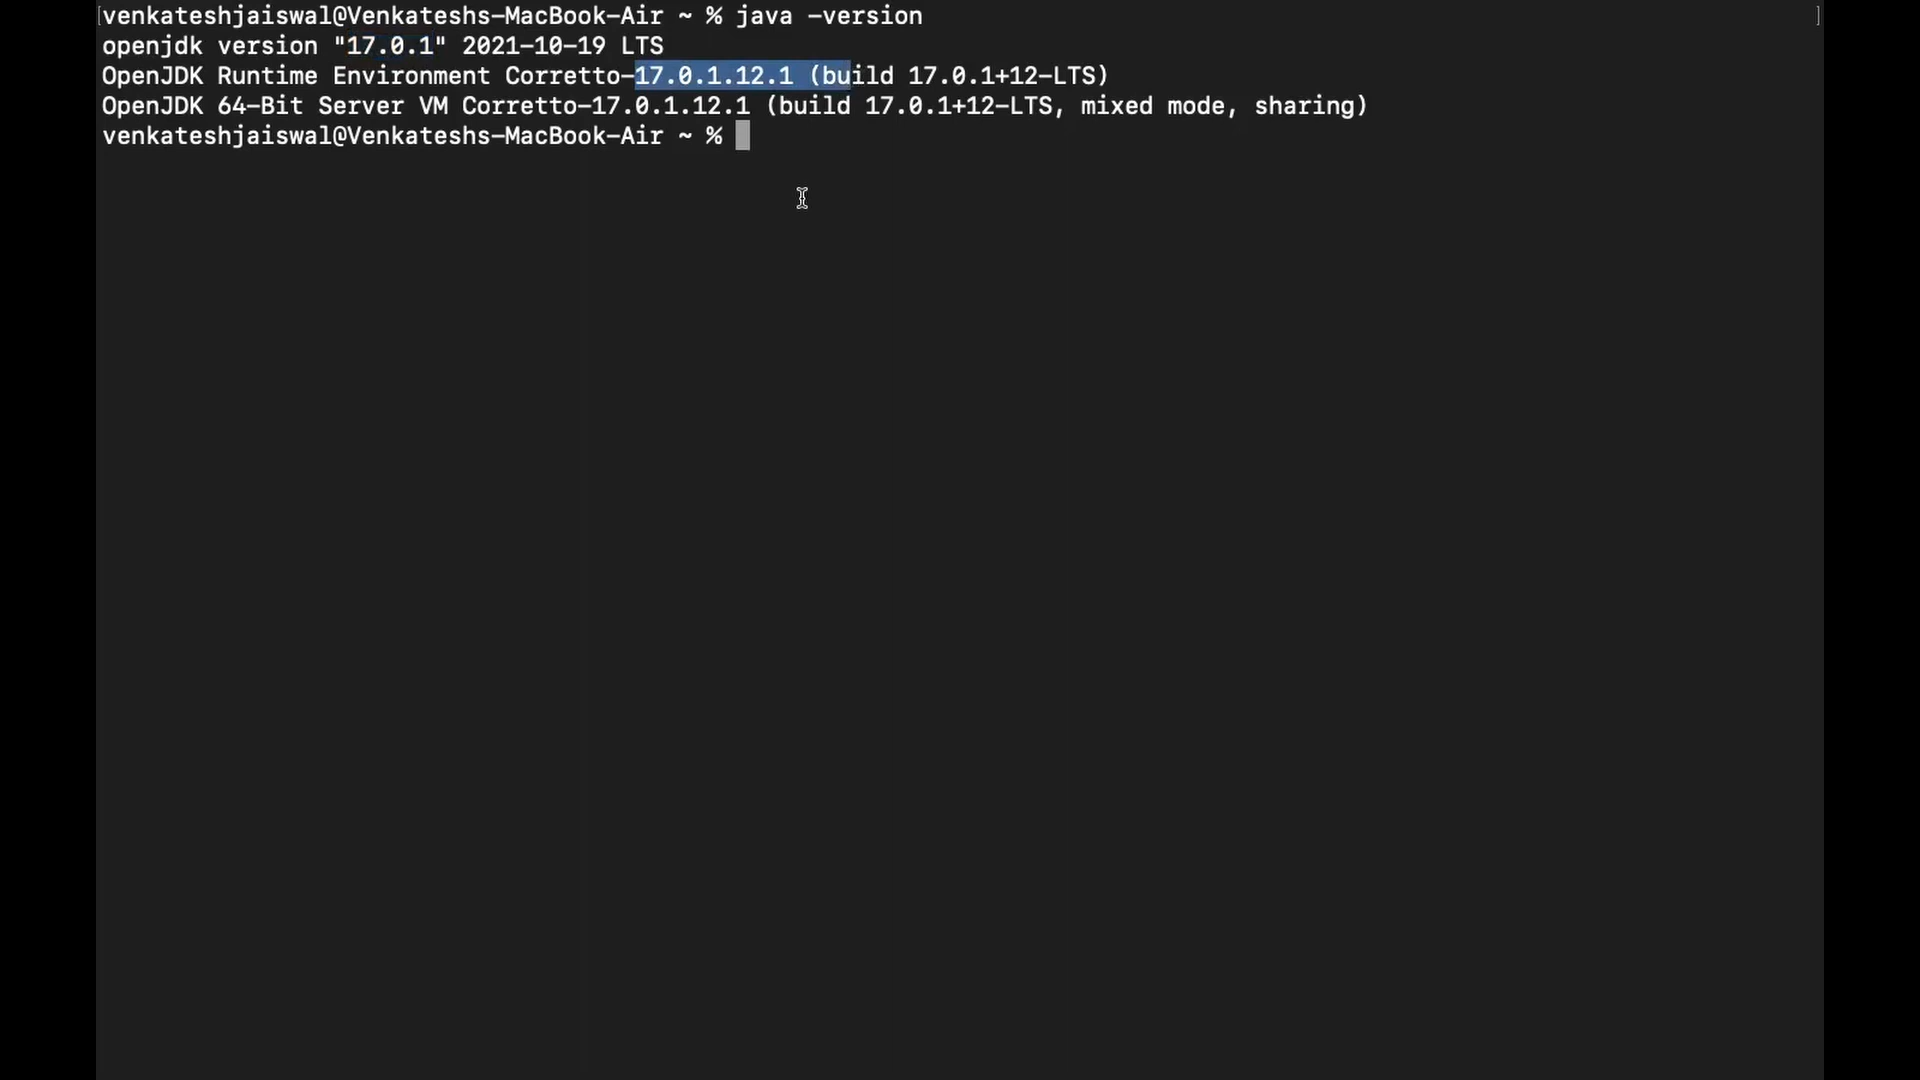 venkateshjaiswal@Venkateshs-MacBook-Air ~ % java -version
openjdk version "17.0.1" 2021-10-19 LTS
OpenJDK Runtime Environment Corretto-17.0.1.12.1 (build 17.0.1+12-LTS)
OpenJDK 64-Bit Server VM Corretto-17.0.1.12.1 (build 17.0.1+12-LTS, mixed mode, sharing)
venkateshjaiswal@Venkateshs-MacBook-Air ~ %